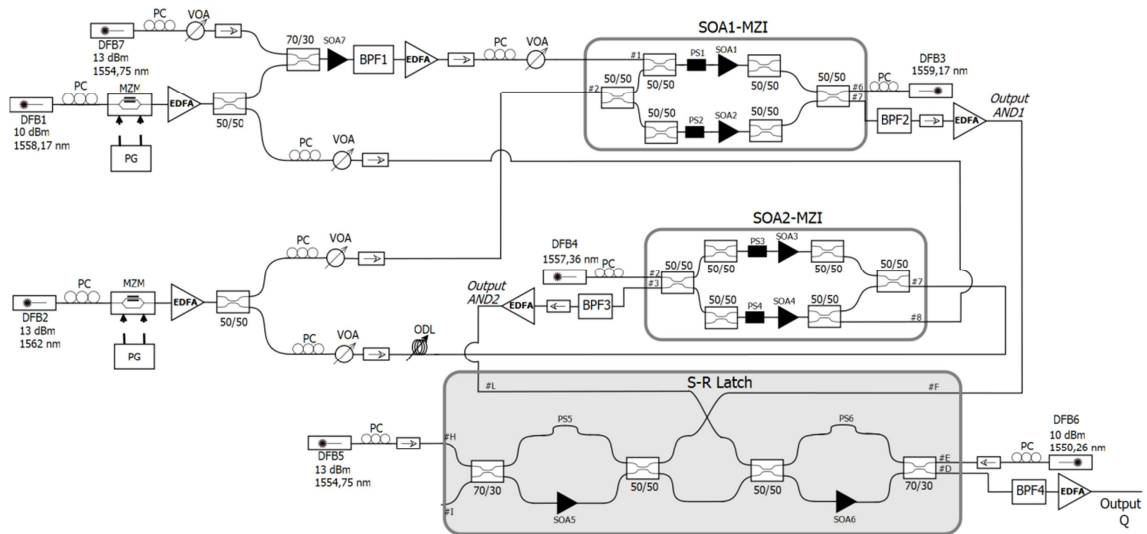 PC
VOA
DFB7
13 dBm
1554,75 nm
70/30
SOA7
BPF1
EDFA
PC
VOA
SOA1-MZI
#1
50/50
PS1
SOA1
50/50
#2
50/50
50/50
PS2
SOA2
50/50
50/50
#6
#7
PC
DFB3
1559,17 nm
BPF2
EDFA
Output
AND1
PC
MZM
EDFA
50/50
DFB1
10 dBm
1558,17 nm
PG
PC
VOA
SOA2-MZI
DFB4
1557,36 nm
PC
#2
#3
50/50
50/50
PS3
SOA3
50/50
50/50
PS4
SOA4
50/50
50/50
#7
#8
Output
AND2
EDFA
BPF3
PC
VOA
PC
MZM
EDFA
50/50
DFB2
13 dBm
1562 nm
PG
PC
VOA
ODL
S-R Latch
#L
#F
PC
DFB5
13 dBm
1554,75 nm
#H
#I
70/30
PS5
SOA5
50/50
50/50
PS6
SOA6
70/30
#E
#D
PC
DFB6
10 dBm
1550,26 nm
BPF4
EDFA
Output
Q